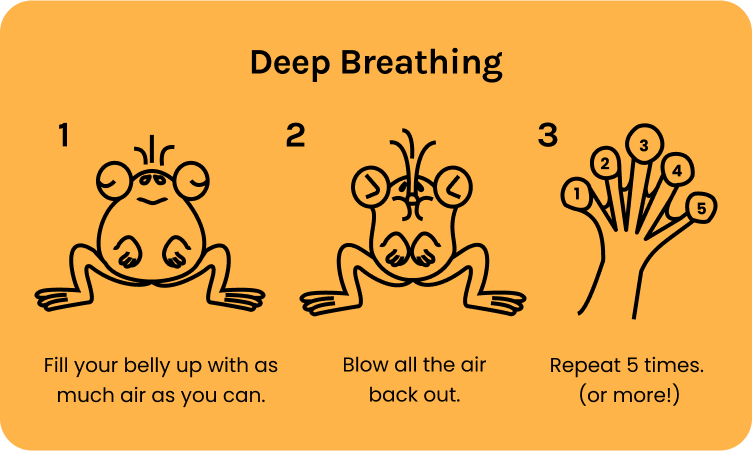 Deep Breathing
1
2
3
1
2
3
4
5
Fill your belly up with as
much air as you can.
Blow all the air
back out.
Repeat 5 times.
(or more!)